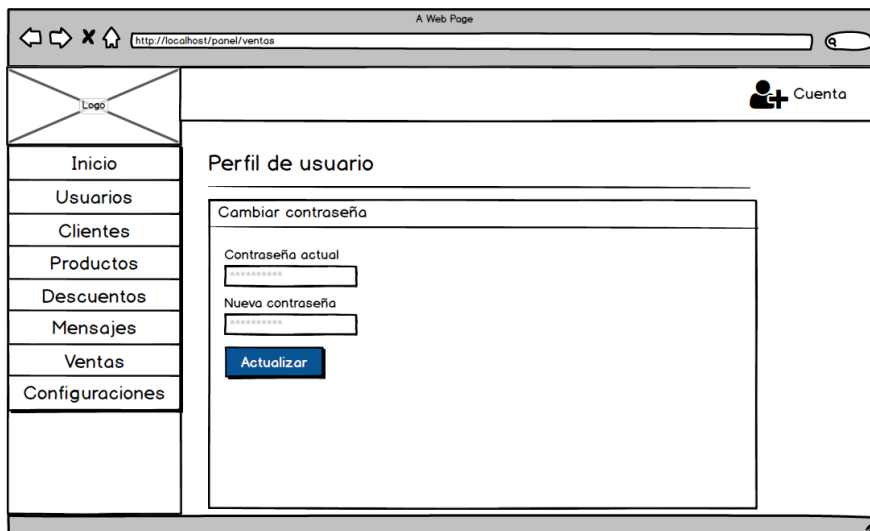 A Web Page
http://localhost/panel/ventas
Logo
Cuenta
Inicio
Usuarios
Clientes
Productos
Descuentos
Mensajes
Ventas
Configuraciones
Perfil de usuario
Cambiar contraseña
Contraseña actual
**********
Nueva contraseña
**********
Actualizar